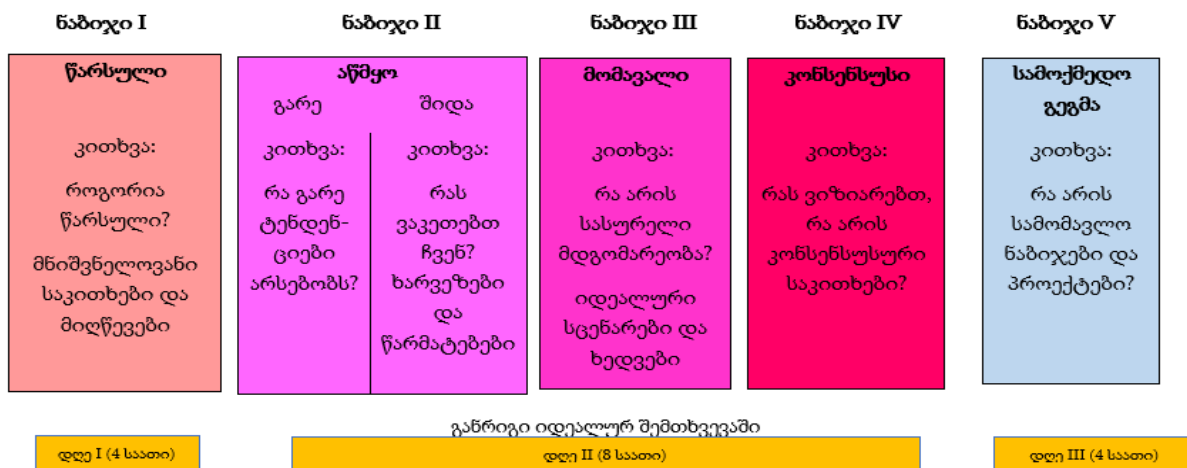 ნაბიჯი I
ნაბიჯი II
ნაბიჯი III
ნაბიჯი IV
ნაბიჯი V
წარსული
კითხვა:
როგორია
წარსული?
მნიშვნელოვანი
საკითხები და
მიღწევები
აწმყო
გარე
კითხვა:
რა გარე
ტენდენ-
ციები
არსებობს?
შიდა
კითხვა:
რას
ვაკეთებთ
ჩვენ?
ხარვეზები
და
წარმატებები
მომავალი
კითხვა:
რა არის
სასურველი
მდგომარეობა?
იდეალური
სცენარები და
ხედვები
კონსენსუსი
კითხვა:
რას ვიზიარებთ,
რა არის
კონსენსუსური
საკითხები?
სამოქმედო
გეგმა
კითხვა:
რა არის
სამომავლო
ნაბიჯები და
პროექტები?
განრიგი იდეალურ შემთხვევაში
დღე I (4 საათი)
დღე II (8 საათი)
დღე III (4 საათი)